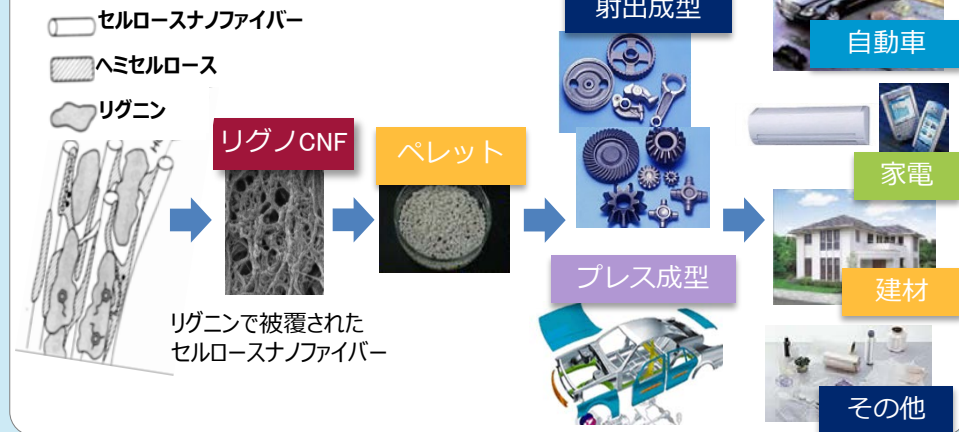 セルロースナノファイバー
ヘミセルロース
リグニン
リグノCNF
リグニンで被覆された
セルロースナノファイバー
ペレット
射出成型
プレス成型
自動車
家電
建材
その他